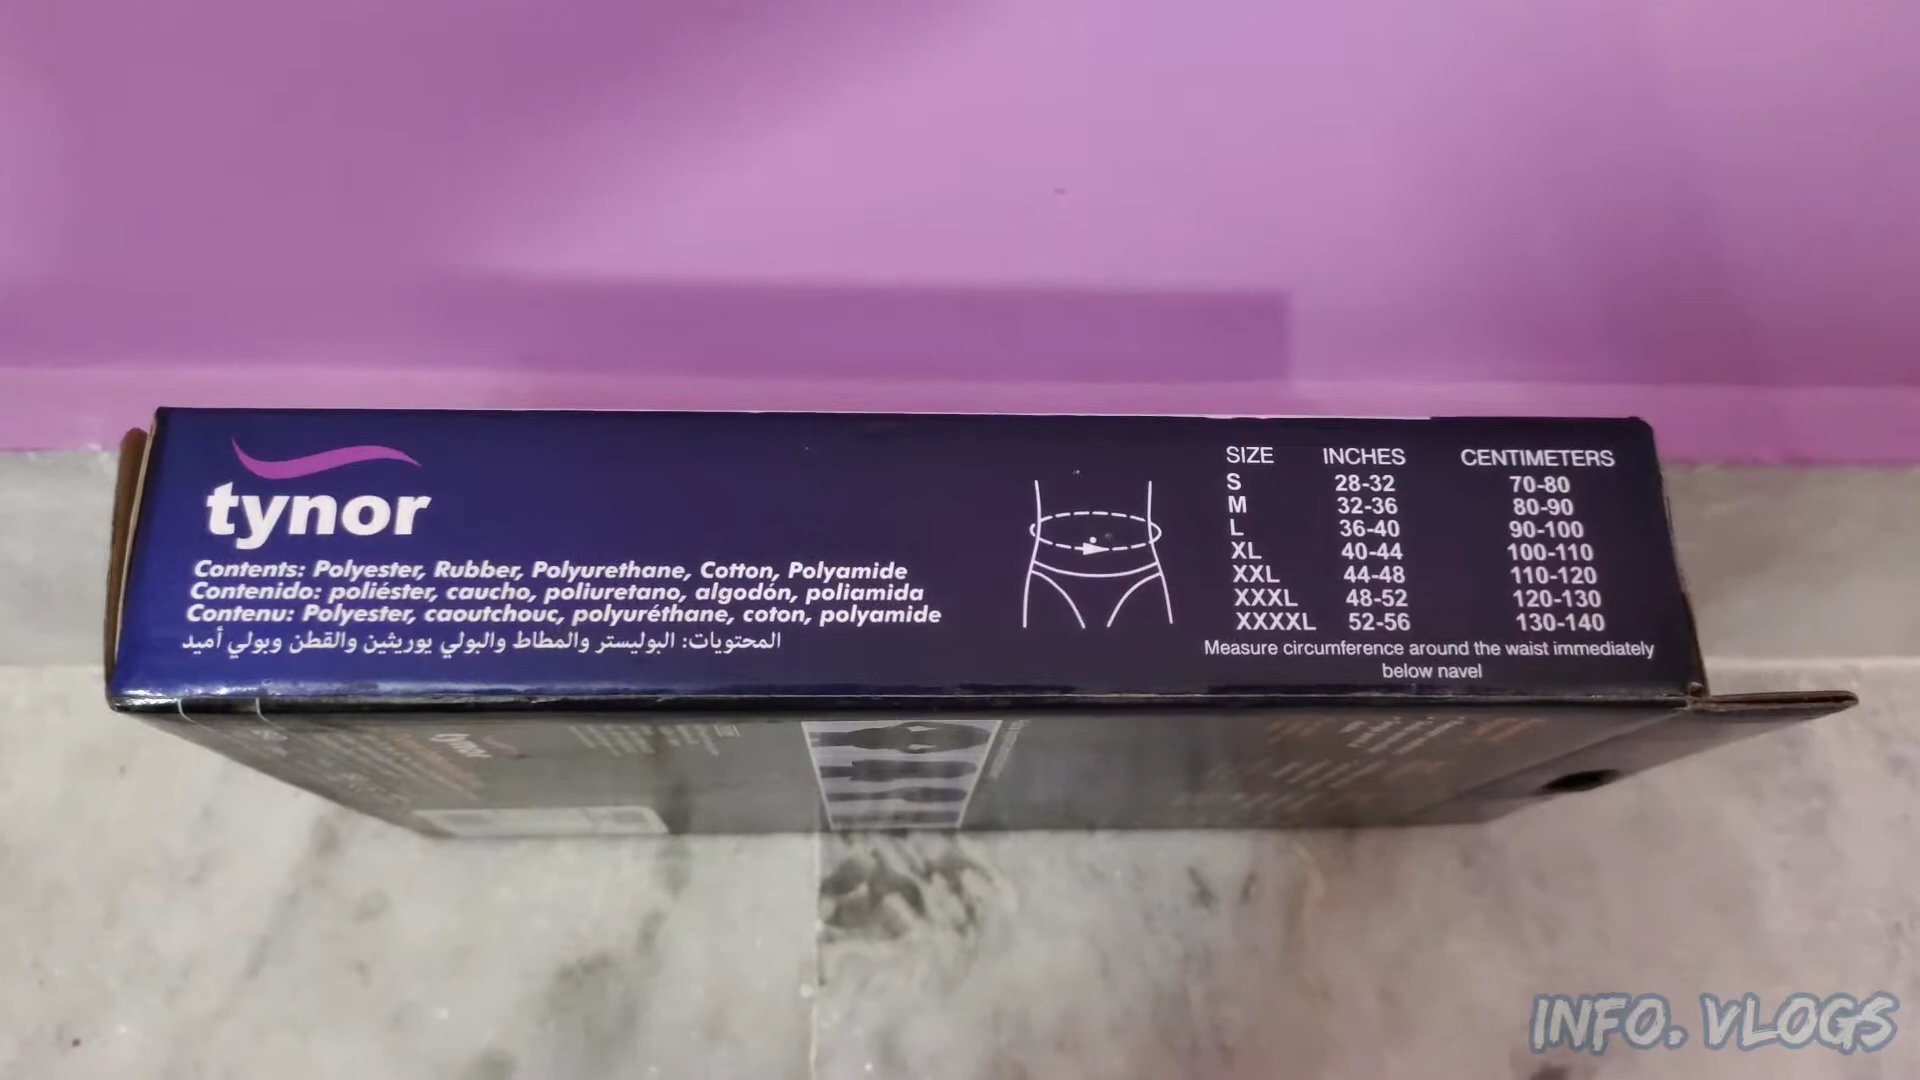 tynor
Contents: Polyester, Rubber, Polyurethane, Cotton, Polyamide
Contenido: poliéster, caucho, poliuretano, algodón, poliamida
Contenu: Polyester, caoutchouc, polyuréthane, coton, polyamide
المحتويات: البوليستر والمطاط والبولي يوريثين والقطن وبولي أميد
SIZE INCHES CENTIMETERS
S 28-32 70-80
M 32-36 80-90
L 36-40 90-100
XL 40-44 100-110
XXL 44-48 110-120
XXXL 48-52 120-130
XXXXL 52-56 130-140
Measure circumference around the waist immediately
below navel
tynor
INFO. VLOGS